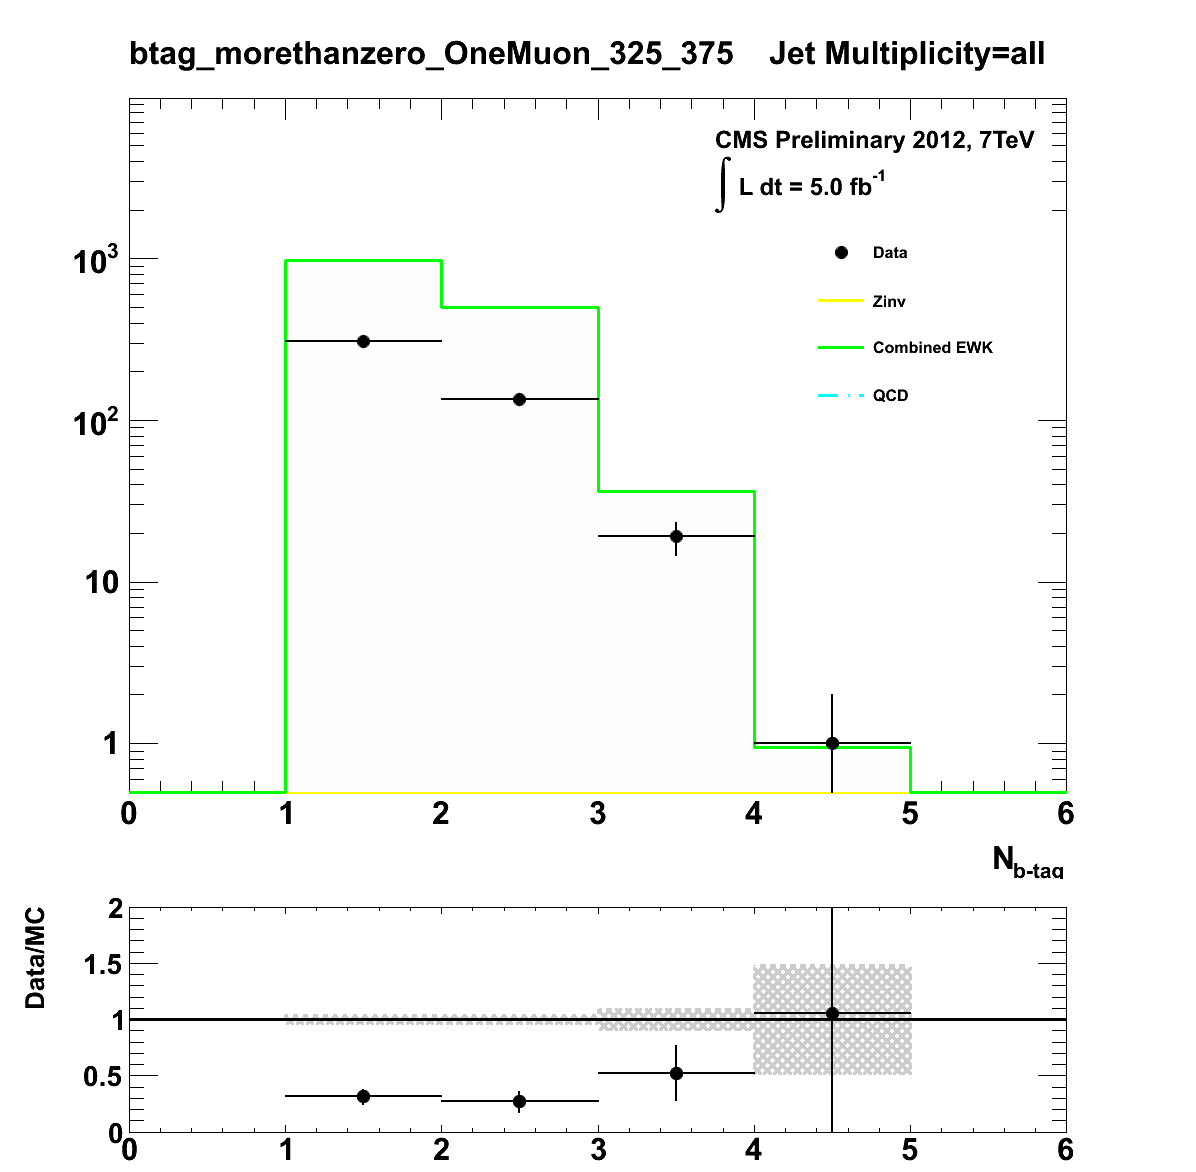 btag_morethanzero_OneMuon_325_375 Jet Multiplicity=all
CMS Preliminary 2012, 7TeV
∫ L dt = 5.0 fb⁻¹
Data
Zinv
Combined EWK
QCD
10³
10²
10
1
0 1 2 3 4 5 6
N_b-tag
Data/MC
2
1.5
1
0.5
0
0 1 2 3 4 5 6